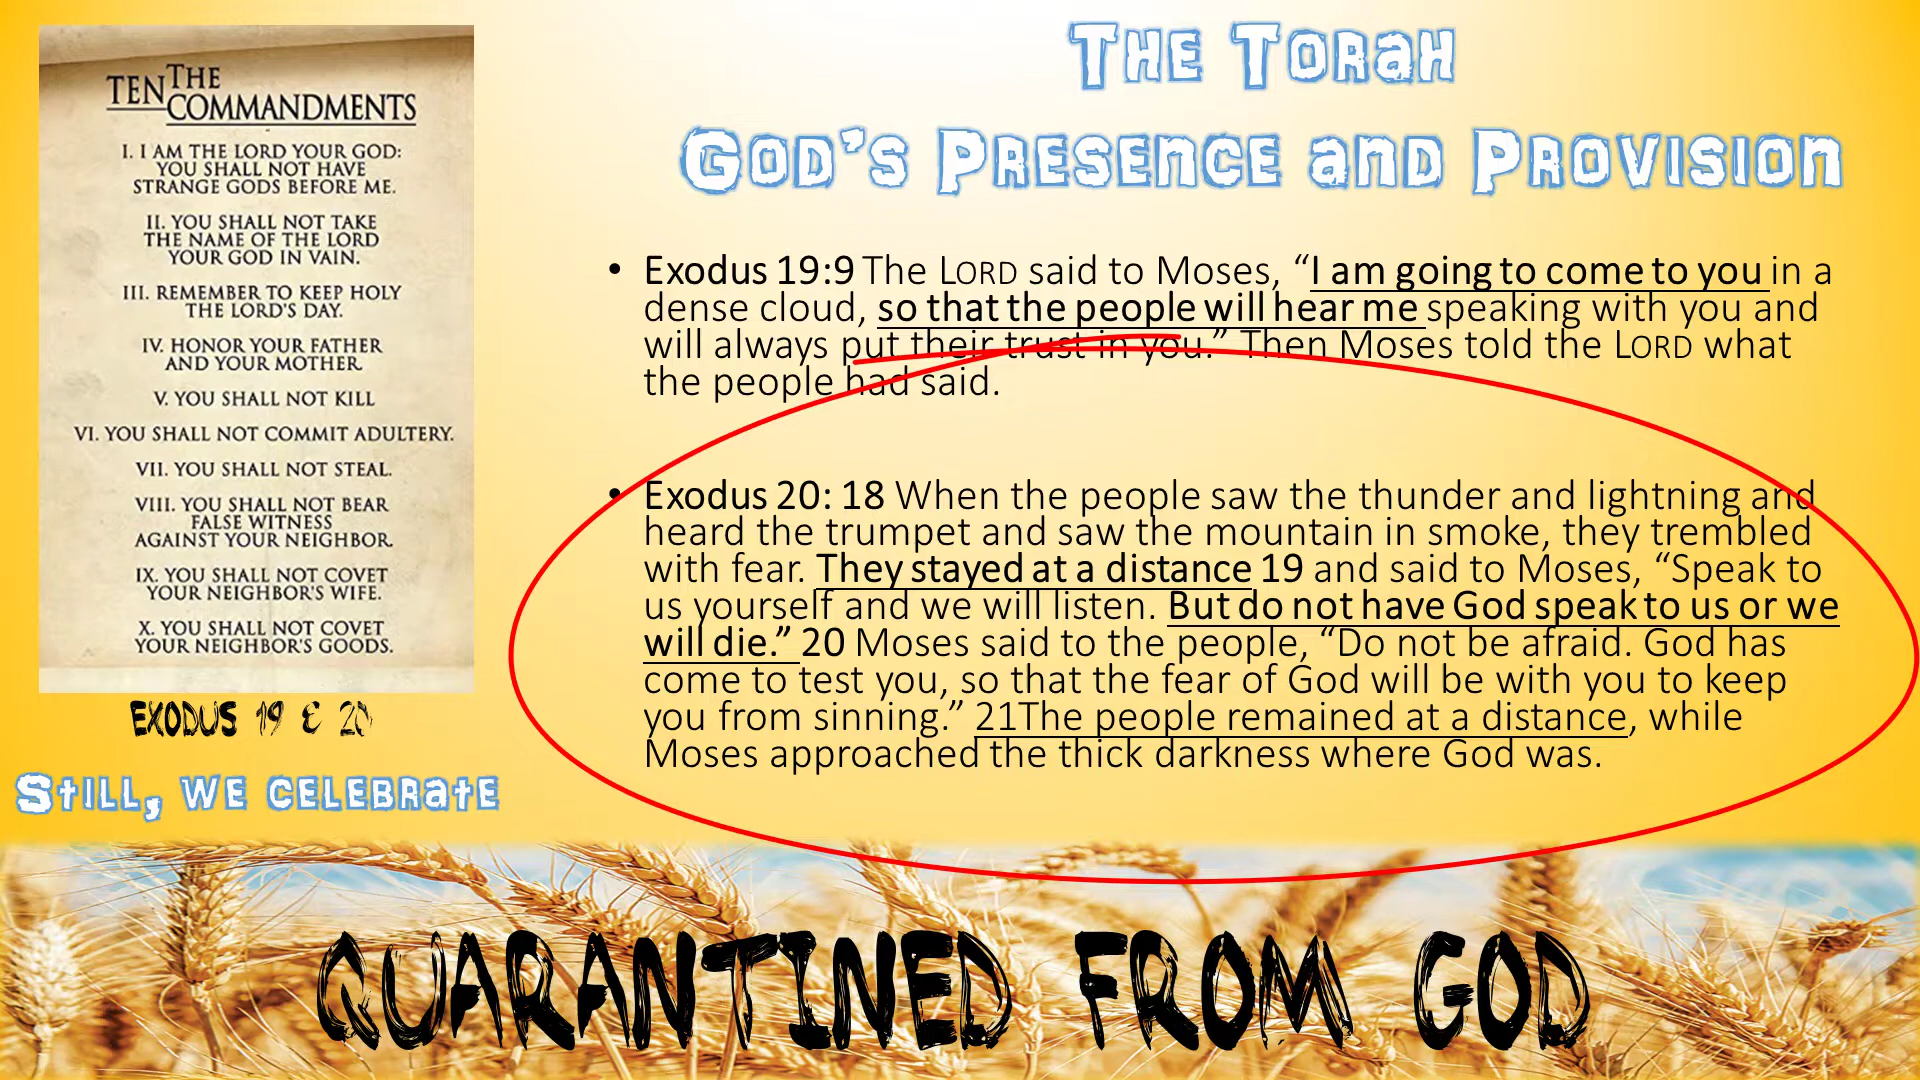 THE TEN COMMANDMENTS
I. I AM THE LORD YOUR GOD:
YOU SHALL NOT HAVE
STRANGE GODS BEFORE ME.
II. YOU SHALL NOT TAKE
THE NAME OF THE LORD
YOUR GOD IN VAIN.
III. REMEMBER TO KEEP HOLY
THE LORD'S DAY.
IV. HONOR YOUR FATHER
AND YOUR MOTHER.
V. YOU SHALL NOT KILL
VI. YOU SHALL NOT COMMIT ADULTERY.
VII. YOU SHALL NOT STEAL.
VIII. YOU SHALL NOT BEAR
FALSE WITNESS
AGAINST YOUR NEIGHBOR.
IX. YOU SHALL NOT COVET
YOUR NEIGHBOR'S WIFE.
X. YOU SHALL NOT COVET
YOUR NEIGHBOR'S GOODS.
EXODUS 19 & 20
Still, we celebrate
The Torah
God's Presence and Provision
• Exodus 19:9 The LORD said to Moses, “I am going to come to you in a
dense cloud, so that the people will hear me speaking with you and
will always put their trust in you.” Then Moses told the LORD what
the people had said.
• Exodus 20: 18 When the people saw the thunder and lightning and
heard the trumpet and saw the mountain in smoke, they trembled
with fear. They stayed at a distance 19 and said to Moses, “Speak to
us yourself and we will listen. But do not have God speak to us or we
will die.” 20 Moses said to the people, “Do not be afraid. God has
come to test you, so that the fear of God will be with you to keep
you from sinning.” 21The people remained at a distance, while
Moses approached the thick darkness where God was.
QUARANTINED FROM GOD